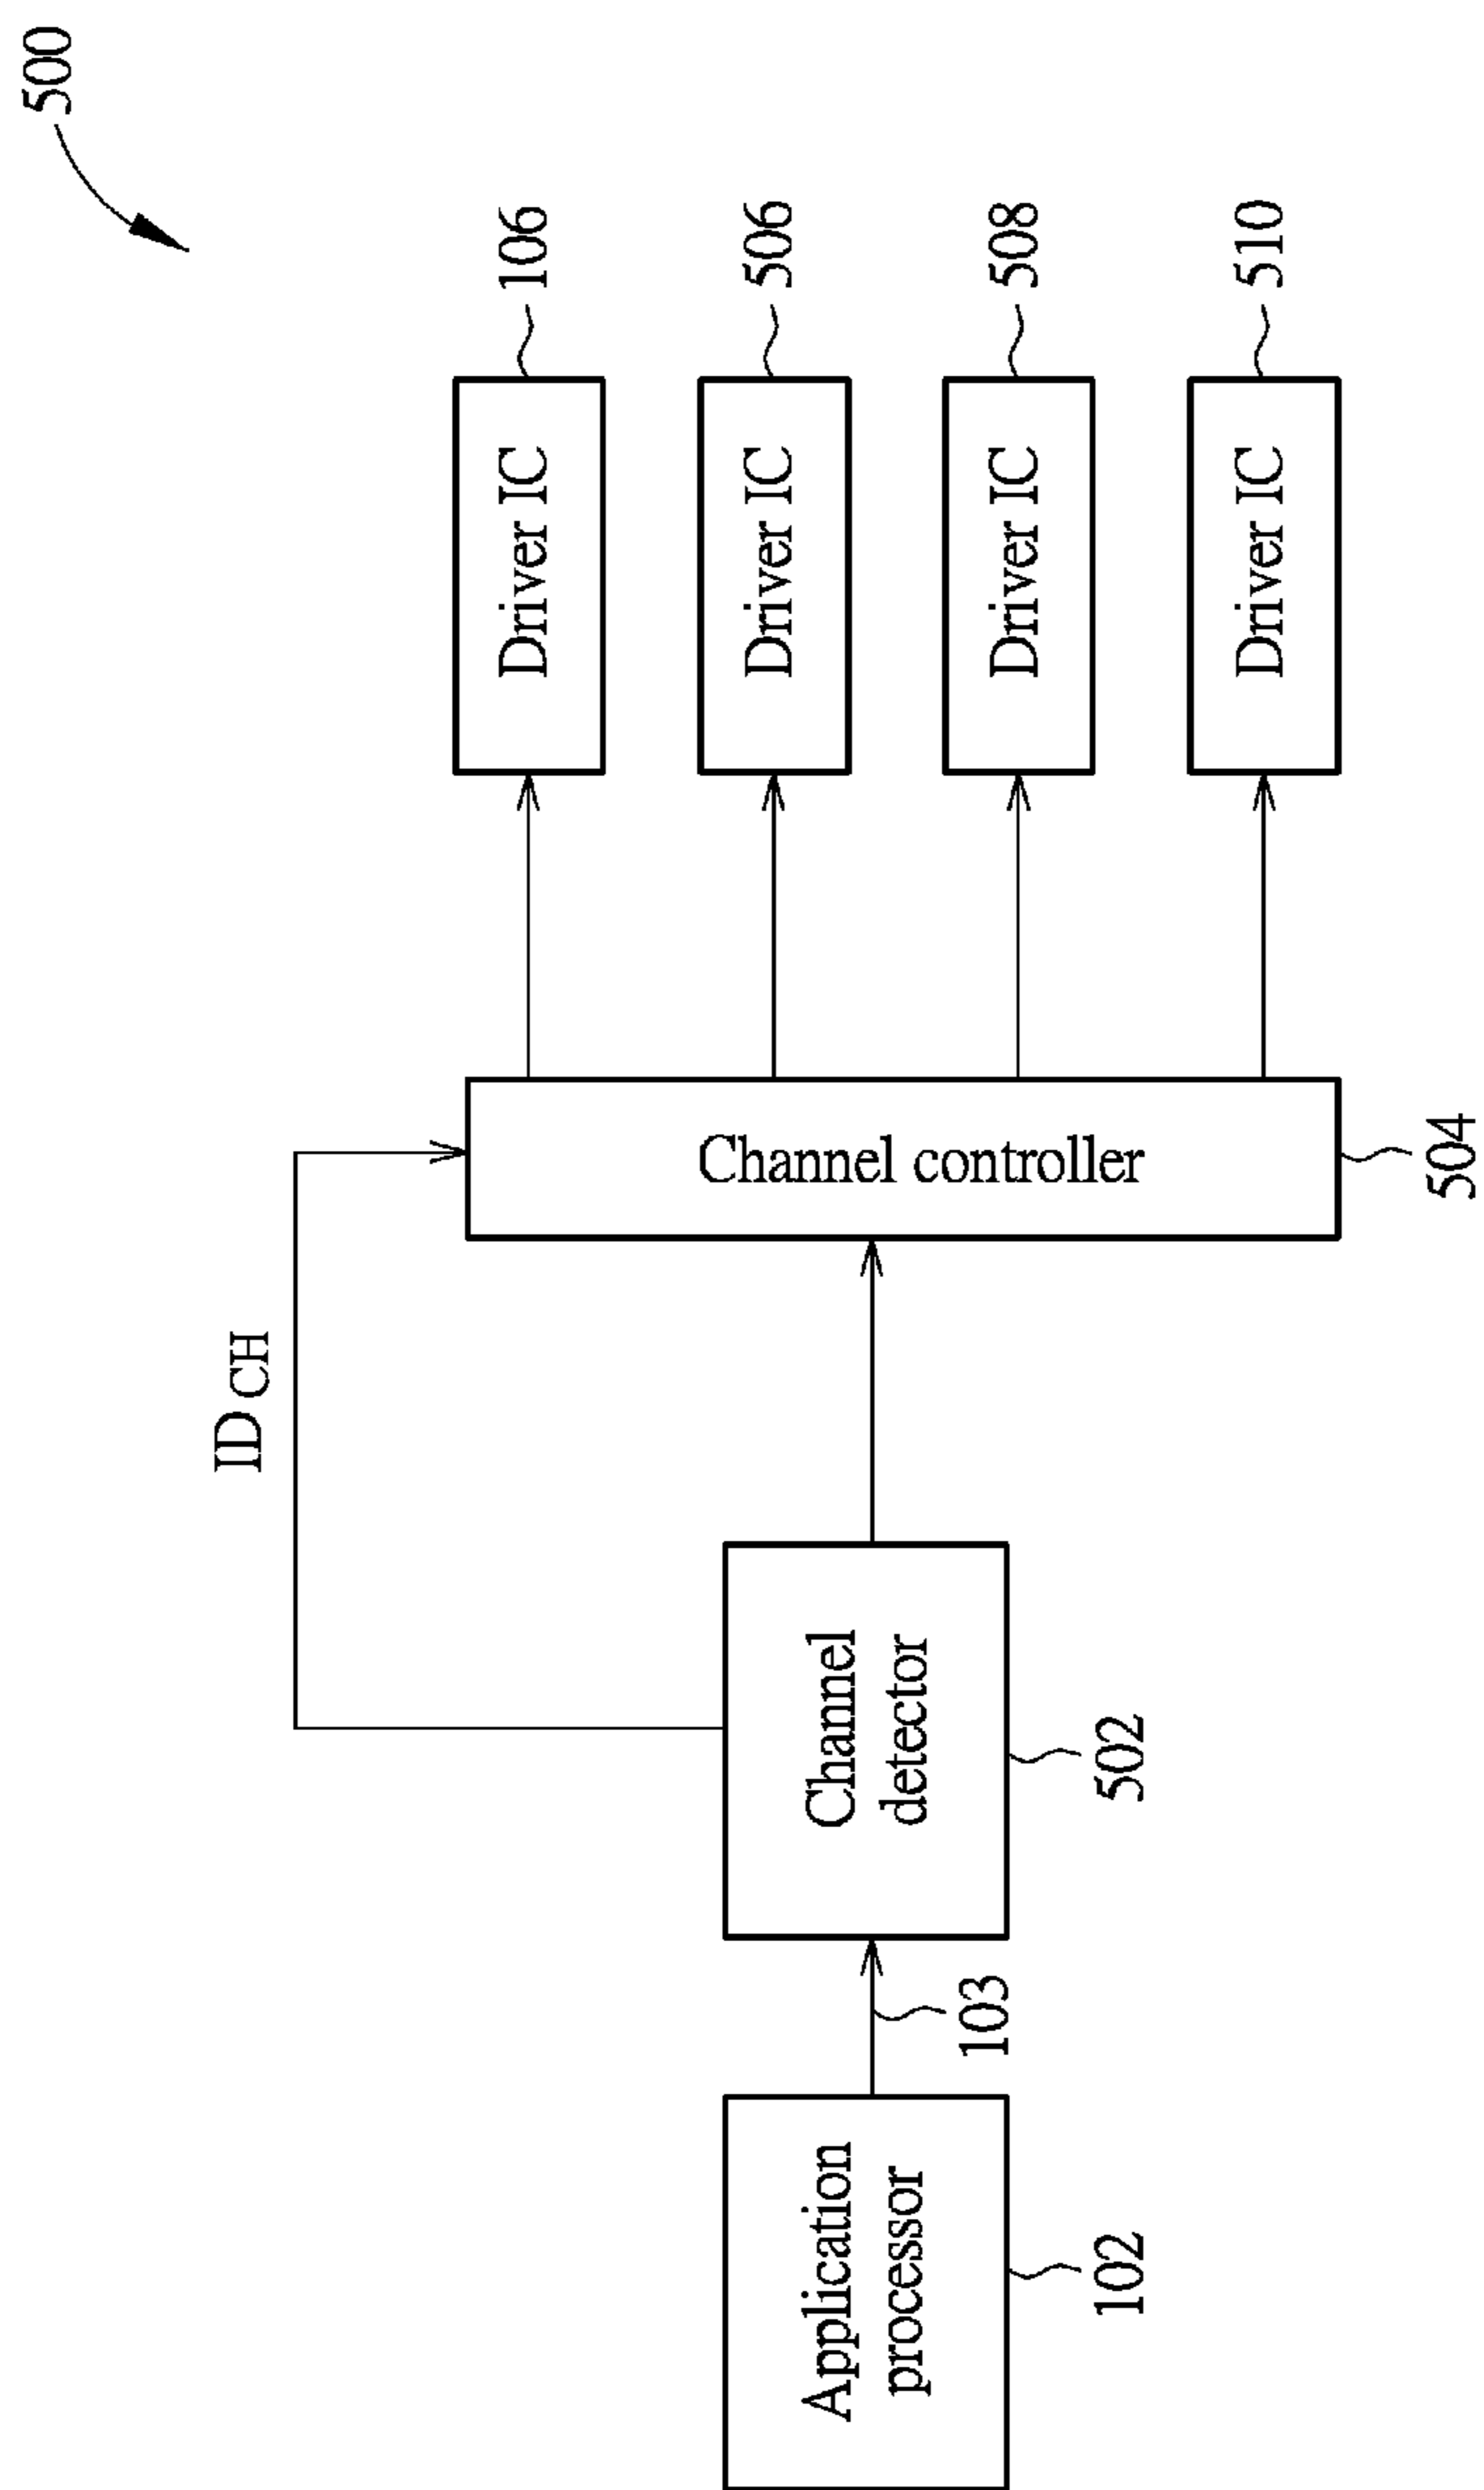 500
106
506
508
510
Driver IC
Driver IC
Driver IC
Driver IC
Channel controller
504
ID CH
Channel
detector
502
103
Application
processor
102